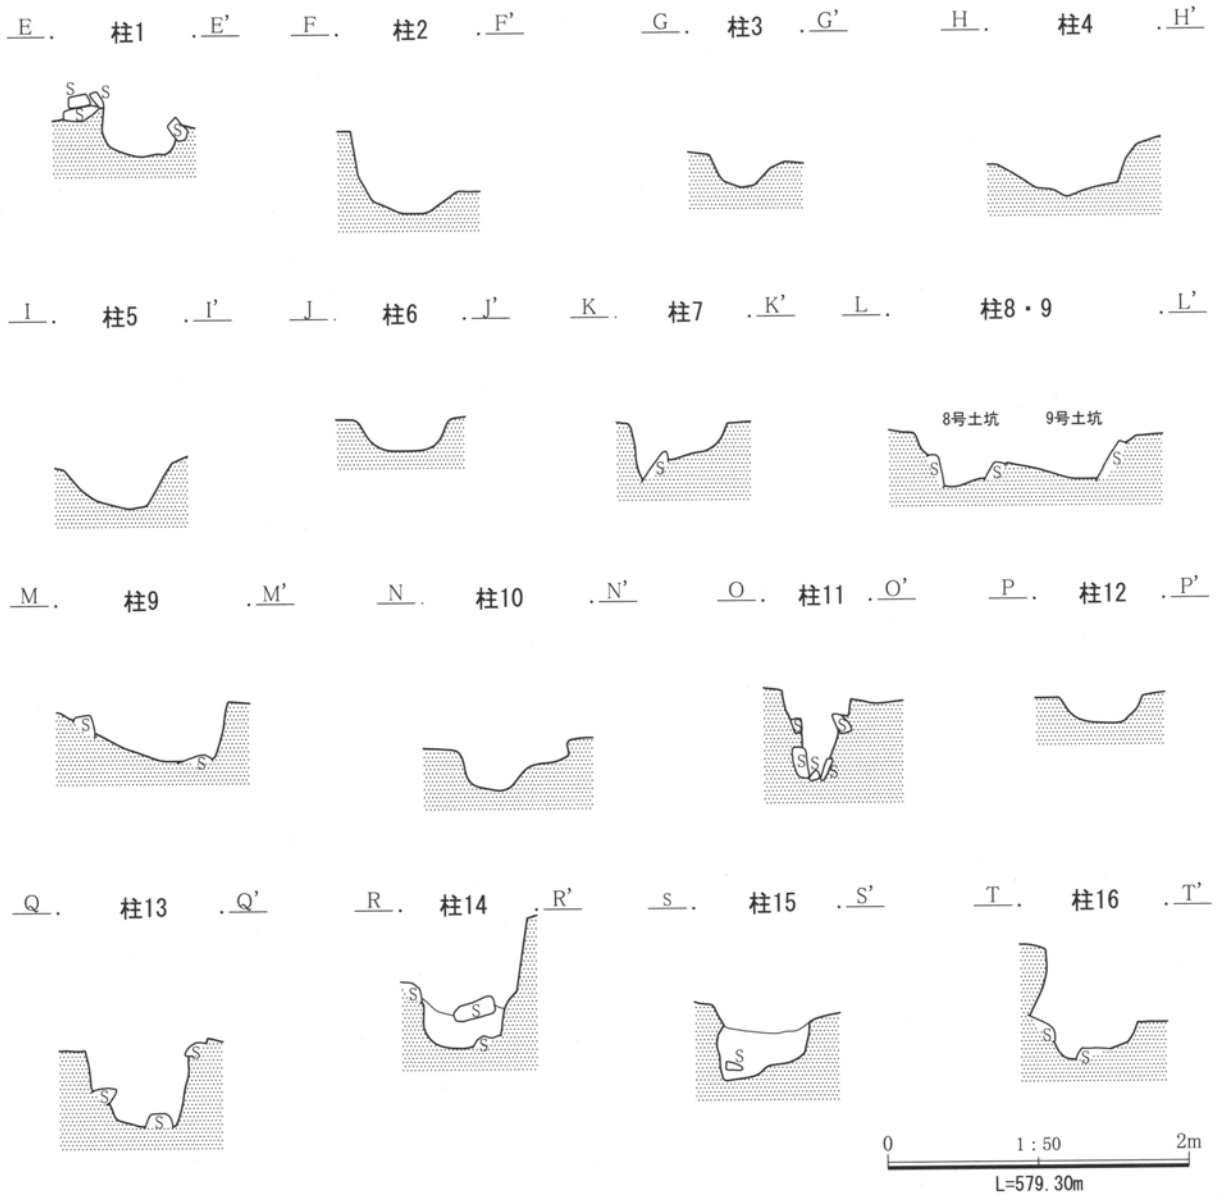 E . 柱1 . E' F . 柱2 . F' G . 柱3 . G' H . 柱4 . H'
S S
S S
I . 柱5 . I' J . 柱6 . J' K . 柱7 . K' L . 柱8・9 . L'
8号土坑 9号土坑
S S S S
M . 柱9 . M' N . 柱10 . N' O . 柱11 . O' P . 柱12 . P'
S S S S
S S S S
Q . 柱13 . Q' R . 柱14 . R' s . 柱15 . S' T . 柱16 . T'
S S
S S
S S S S
S
0 1:50 2m
L=579.30m